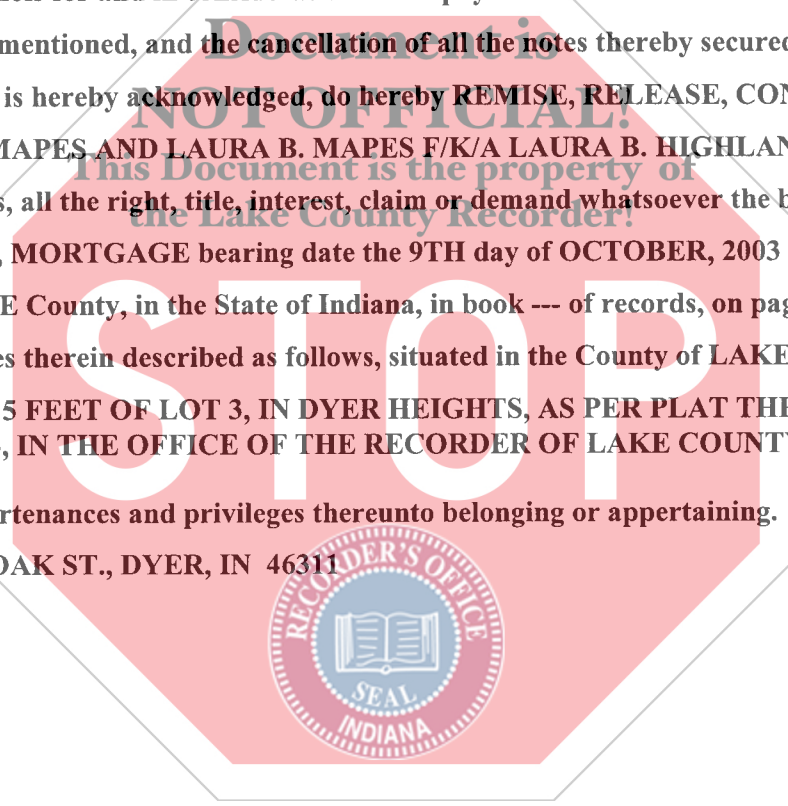 Document is
mentioned, and the cancellation of all the notes thereby secured
is hereby acknowledged, do hereby REMISE, RELEASE, CON
NOT OFFICIAL!
MAPES AND LAURA B. MAPES F/K/A LAURA B. HIGHLAN
This Document is the property of
s, all the right, title, interest, claim or demand whatsoever the b
the Lake County Recorder!
, MORTGAGE bearing date the 9TH day of OCTOBER, 2003
E County, in the State of Indiana, in book --- of records, on pag
STOP
es therein described as follows, situated in the County of LAKE
5 FEET OF LOT 3, IN DYER HEIGHTS, AS PER PLAT THE
, IN THE OFFICE OF THE RECORDER OF LAKE COUNTY
rtenances and privileges thereunto belonging or appertaining.
OAK ST., DYER, IN 46311
RECORDER'S OFFICE
SEAL
INDIANA